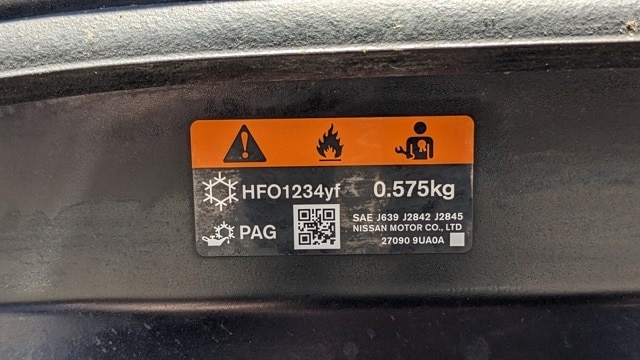 HFO1234yf 0.575kg
PAG
SAE J639 J2842 J2845
NISSAN MOTOR CO., LTD
27090 9UA0A